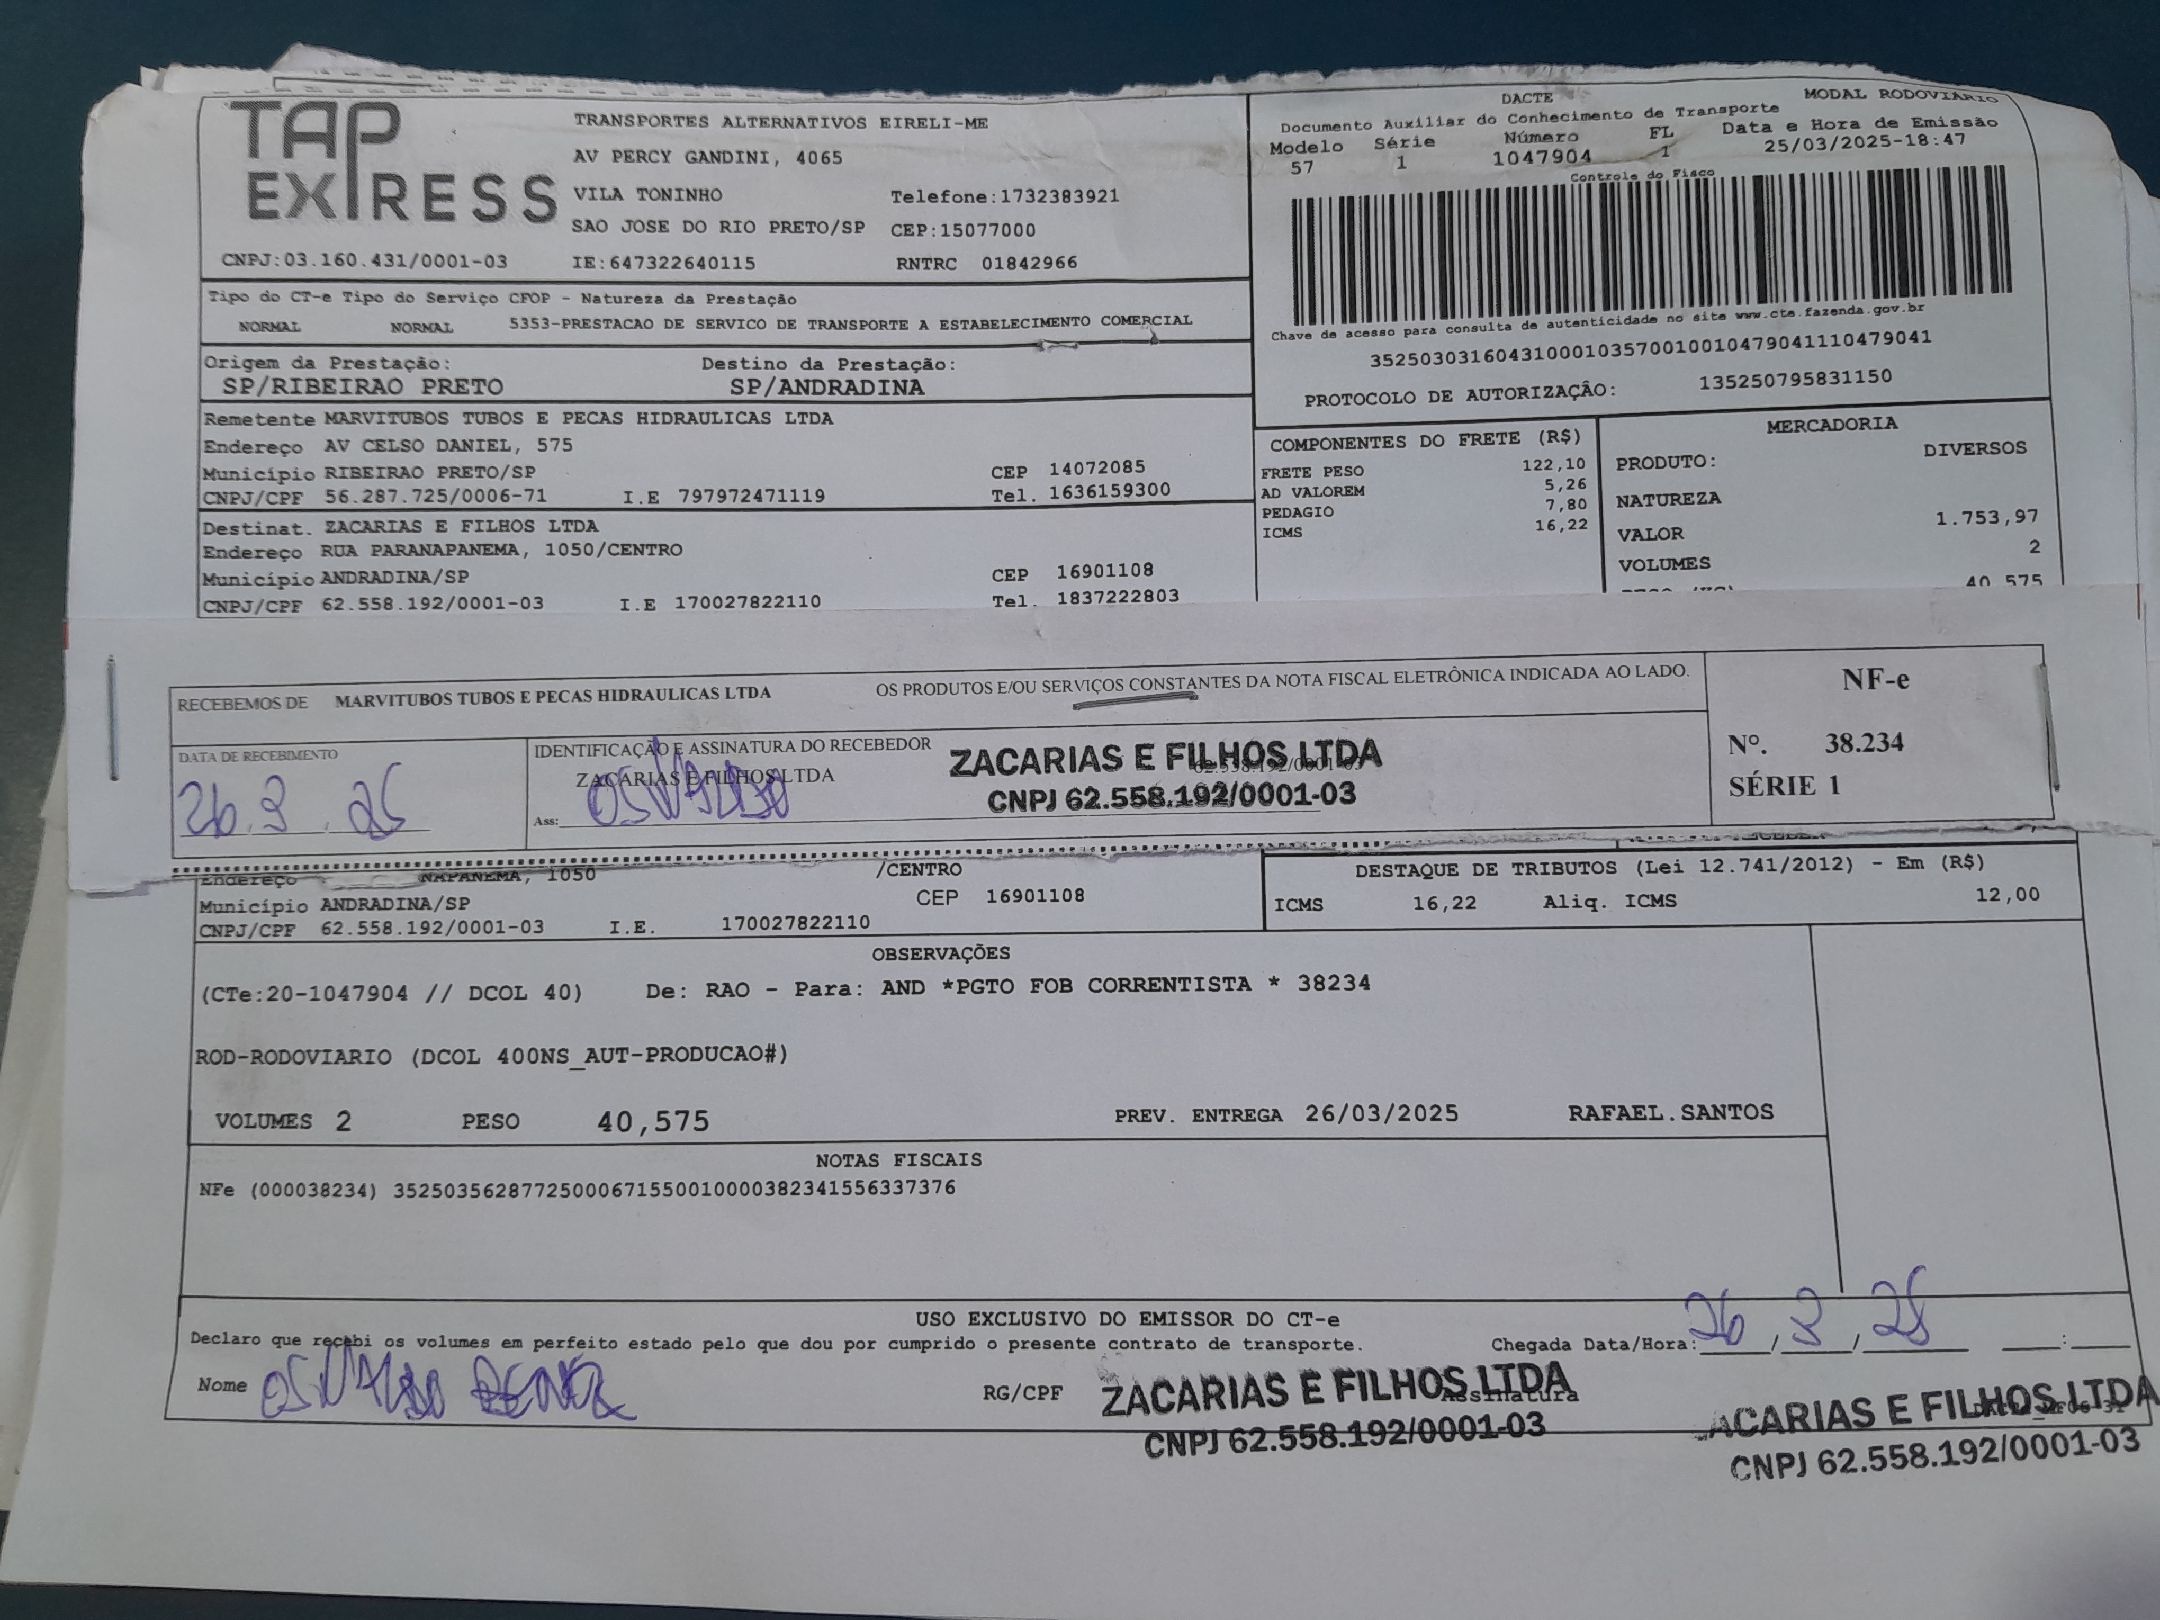 TAP EXPRESS
TRANSPORTES ALTERNATIVOS EIRELI-ME
AV PERCY GANDINI, 4065
VILA TONINHO Telefone:1732383921
SAO JOSE DO RIO PRETO/SP CEP:15077000
CNPJ:03.160.431/0001-03 IE:647322640115 RNTRC 01842966
DACTE MODAL RODOVIÁRIO
Documento Auxiliar do Conhecimento de Transporte
Modelo Série Número FL Data e Hora de Emissão
57 1 1047904 1 25/03/2025-18:47
Controle do Fisco
Chave de acesso para consulta de autenticidade no site www.cte.fazenda.gov.br
35250303160431000103570010010479041110479041
PROTOCOLO DE AUTORIZAÇÃO: 135250795831150
Tipo do CT-e Tipo do Serviço CFOP - Natureza da Prestação
NORMAL NORMAL 5353-PRESTACAO DE SERVICO DE TRANSPORTE A ESTABELECIMENTO COMERCIAL
Origem da Prestação: Destino da Prestação:
SP/RIBEIRAO PRETO SP/ANDRADINA
Remetente MARVITUBOS TUBOS E PECAS HIDRAULICAS LTDA
Endereço AV CELSO DANIEL, 575
Município RIBEIRAO PRETO/SP CEP 14072085
CNPJ/CPF 56.287.725/0006-71 I.E 797972471119 Tel. 1636159300
Destinat. ZACARIAS E FILHOS LTDA
Endereço RUA PARANAPANEMA, 1050/CENTRO
Município ANDRADINA/SP CEP 16901108
CNPJ/CPF 62.558.192/0001-03 I.E 170027822110 Tel. 1837222803
COMPONENTES DO FRETE (R$)
FRETE PESO 122,10
AD VALOREM 5,26
PEDAGIO 7,80
ICMS 16,22
MERCADORIA
PRODUTO: DIVERSOS
NATUREZA
VALOR 1.753,97
VOLUMES 2
40,575
RECEBEMOS DE MARVITUBOS TUBOS E PECAS HIDRAULICAS LTDA OS PRODUTOS E/OU SERVIÇOS CONSTANTES DA NOTA FISCAL ELETRÔNICA INDICADA AO LADO.
DATA DE RECEBIMENTO
26.3.25
IDENTIFICAÇÃO E ASSINATURA DO RECEBEDOR
ZACARIAS E FILHOS LTDA 62.558.192/0001-03
Ass: OSVALDO
ZACARIAS E FILHOS LTDA
CNPJ 62.558.192/0001-03
NF-e
Nº. 38.234
SÉRIE 1
Endereço NAPANEMA, 1050 /CENTRO
Município ANDRADINA/SP CEP 16901108
CNPJ/CPF 62.558.192/0001-03 I.E. 170027822110
DESTAQUE DE TRIBUTOS (Lei 12.741/2012) - Em (R$)
ICMS 16,22 Aliq. ICMS 12,00
OBSERVAÇÕES
(CTe:20-1047904 // DCOL 40) De: RAO - Para: AND *PGTO FOB CORRENTISTA * 38234
ROD-RODOVIARIO (DCOL 400NS_AUT-PRODUCAO#)
VOLUMES 2 PESO 40,575 PREV. ENTREGA 26/03/2025 RAFAEL.SANTOS
NOTAS FISCAIS
NFe (000038234) 35250356287725000671550010000382341556337376
USO EXCLUSIVO DO EMISSOR DO CT-e
Declaro que recebi os volumes em perfeito estado pelo que dou por cumprido o presente contrato de transporte. Chegada Data/Hora: 26/3/25 :
Nome OSVALDO RG/CPF Assinatura
ZACARIAS E FILHOS LTDA
CNPJ 62.558.192/0001-03
ACARIAS E FILHOS LTDA
CNPJ 62.558.192/0001-03